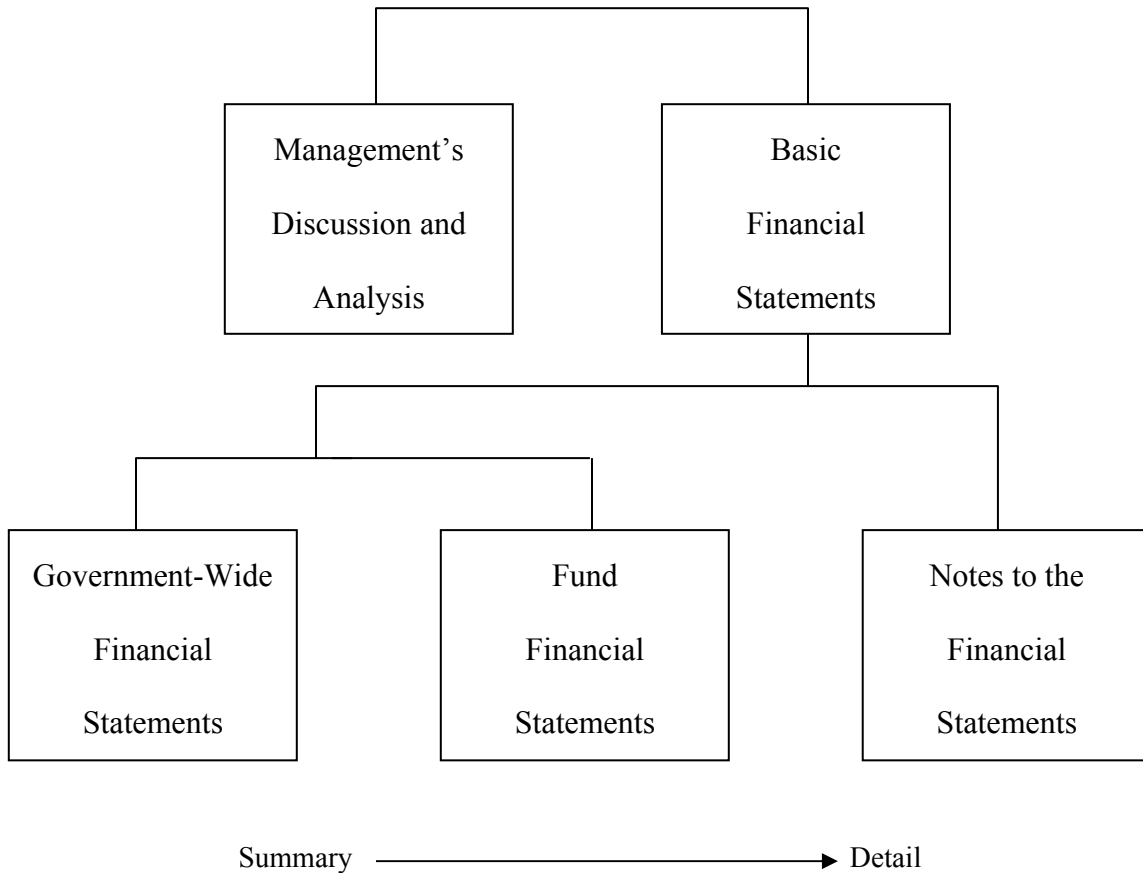 Management’s
Discussion and
Analysis
Basic
Financial
Statements
Government-Wide
Financial
Statements
Fund
Financial
Statements
Notes to the
Financial
Statements
Summary
Detail